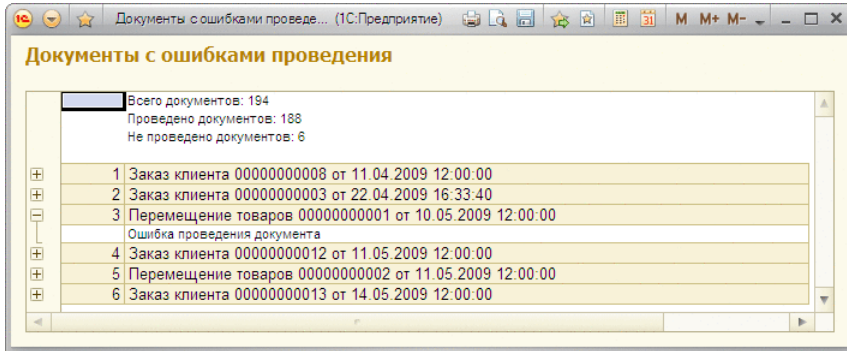 1С Документы с ошибками проведе... (1С:Предприятие) 31 M M+ M-
Документы с ошибками проведения
Всего документов: 194
Проведено документов: 188
Не проведено документов: 6
1 Заказ клиента 00000000008 от 11.04.2009 12:00:00
2 Заказ клиента 00000000003 от 22.04.2009 16:33:40
3 Перемещение товаров 00000000001 от 10.05.2009 12:00:00
Ошибка проведения документа
4 Заказ клиента 00000000012 от 11.05.2009 12:00:00
5 Перемещение товаров 00000000002 от 11.05.2009 12:00:00
6 Заказ клиента 00000000013 от 14.05.2009 12:00:00